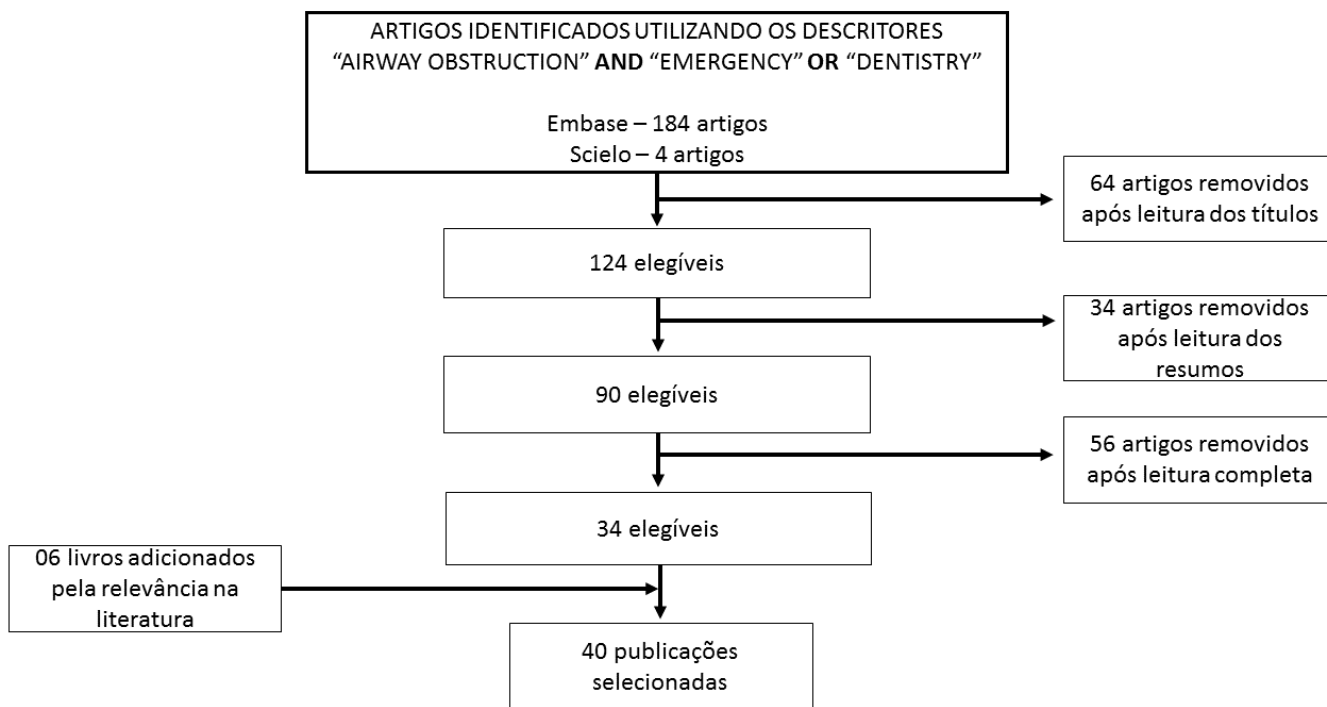 ARTIGOS IDENTIFICADOS UTILIZANDO OS DESCRITORES
“AIRWAY OBSTRUCTION” AND “EMERGENCY” OR “DENTISTRY”
Embase – 184 artigos
Scielo – 4 artigos
64 artigos removidos
após leitura dos títulos
124 elegíveis
34 artigos removidos
após leitura dos
resumos
90 elegíveis
56 artigos removidos
após leitura completa
34 elegíveis
06 livros adicionados
pela relevância na
literatura
40 publicações
selecionadas